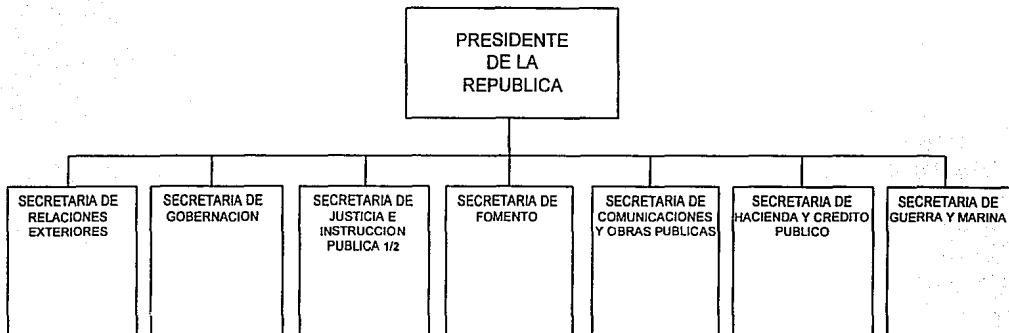 PRESIDENTE
DE LA
REPUBLICA
SECRETARIA DE
RELACIONES
EXTERIORES
SECRETARIA DE
GOBERNACION
SECRETARIA DE
JUSTICIA E
INSTRUCCION
PUBLICA 1/2
SECRETARIA DE
FOMENTO
SECRETARIA DE
COMUNICACIONES
Y OBRAS PUBLICAS
SECRETARIA DE
HACIENDA Y CREDITO
PUBLICO
SECRETARIA DE
GUERRA Y MARINA